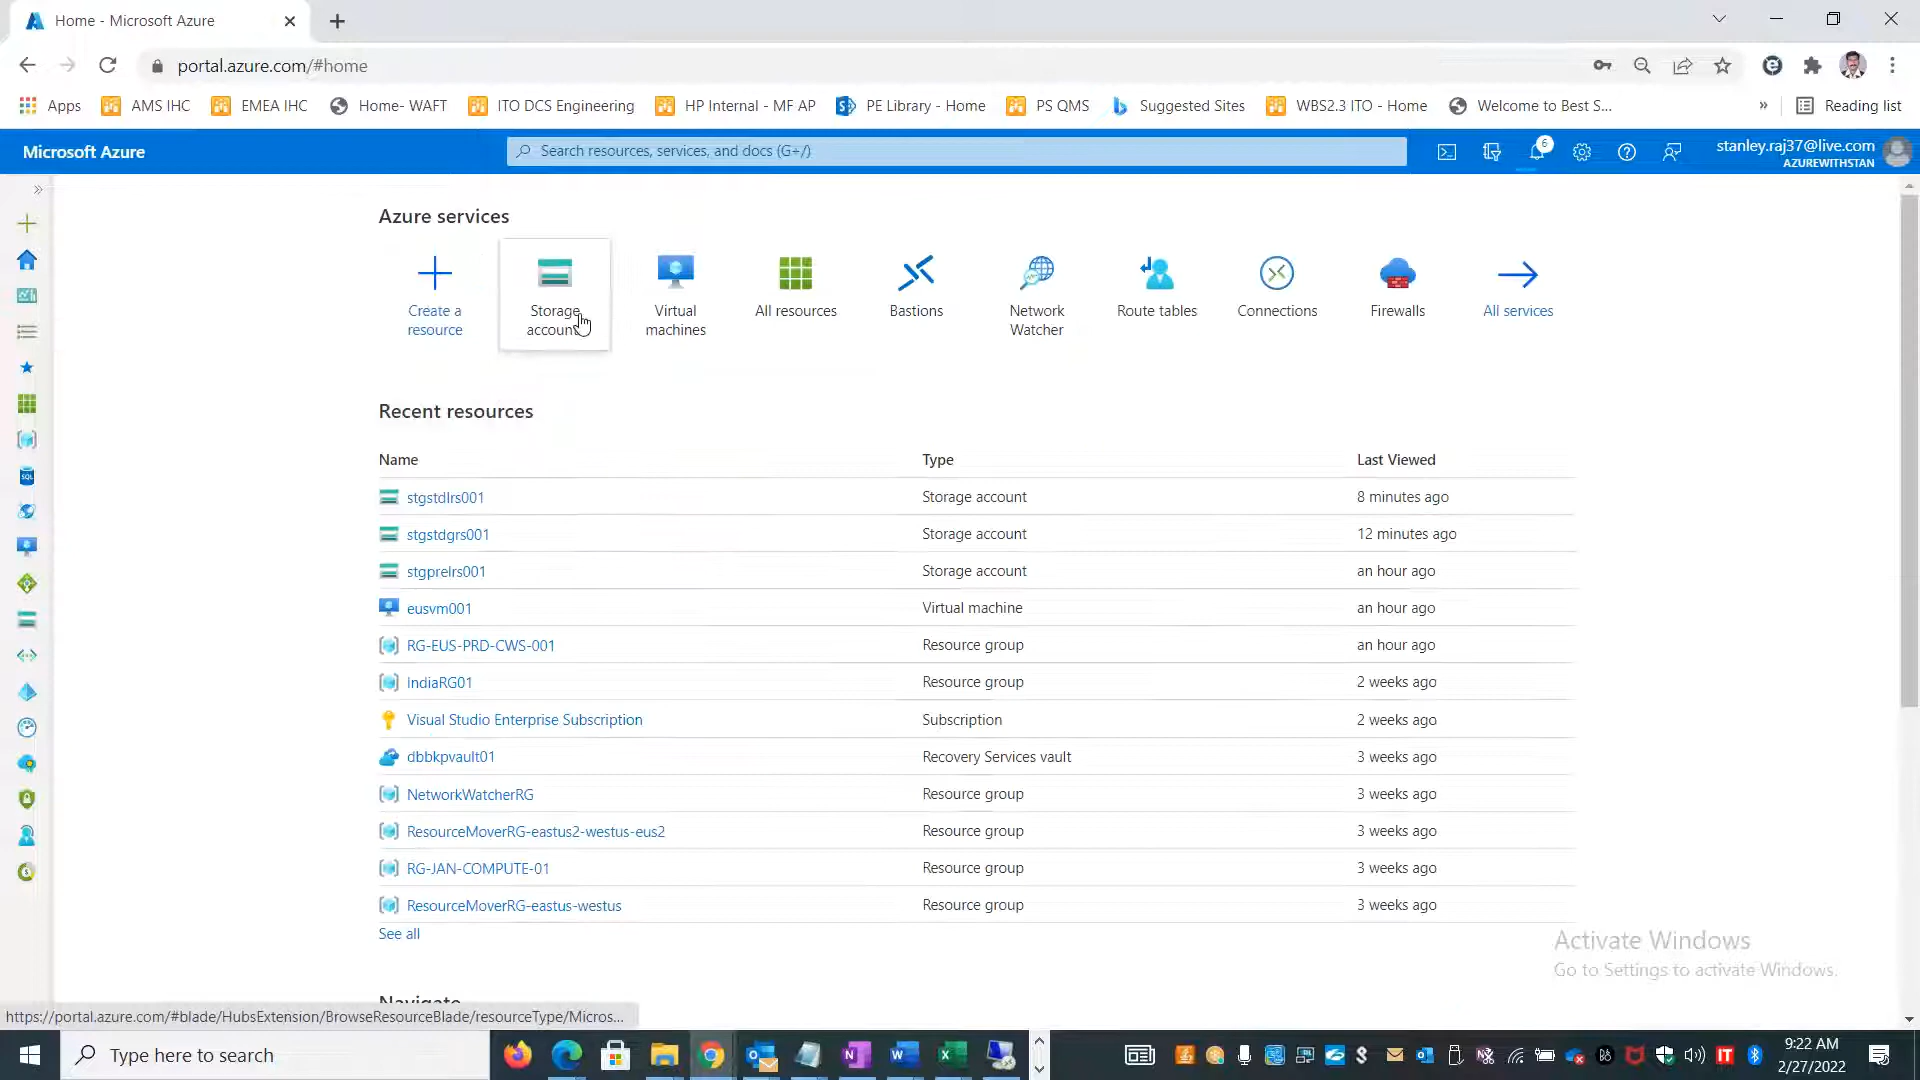 Home - Microsoft Azure
portal.azure.com/#home
Apps
AMS IHC
EMEA IHC
Home- WAFT
ITO DCS Engineering
HP Internal - MF AP
PE Library - Home
PS QMS
Suggested Sites
WBS2.3 ITO - Home
Welcome to Best S...
»
Reading list
Microsoft Azure
Search resources, services, and docs (G+/)
6
stanley.raj37@live.com
AZUREWITHSTAN
Azure services
Create a
resource
Storage
accounts
Virtual
machines
All resources
Bastions
Network
Watcher
Route tables
Connections
Firewalls
All services
Recent resources
Name Type Last Viewed
stgstdlrs001 Storage account 8 minutes ago
stgstdgrs001 Storage account 12 minutes ago
stgprelrs001 Storage account an hour ago
eusvm001 Virtual machine an hour ago
RG-EUS-PRD-CWS-001 Resource group an hour ago
IndiaRG01 Resource group 2 weeks ago
Visual Studio Enterprise Subscription Subscription 2 weeks ago
dbbkpvault01 Recovery Services vault 3 weeks ago
NetworkWatcherRG Resource group 3 weeks ago
ResourceMoverRG-eastus2-westus-eus2 Resource group 3 weeks ago
RG-JAN-COMPUTE-01 Resource group 3 weeks ago
ResourceMoverRG-eastus-westus Resource group 3 weeks ago
See all
Activate Windows
Go to Settings to activate Windows.
Navigate
https://portal.azure.com/#blade/HubsExtension/BrowseResourceBlade/resourceType/Micros...
Type here to search
9:22 AM
2/27/2022